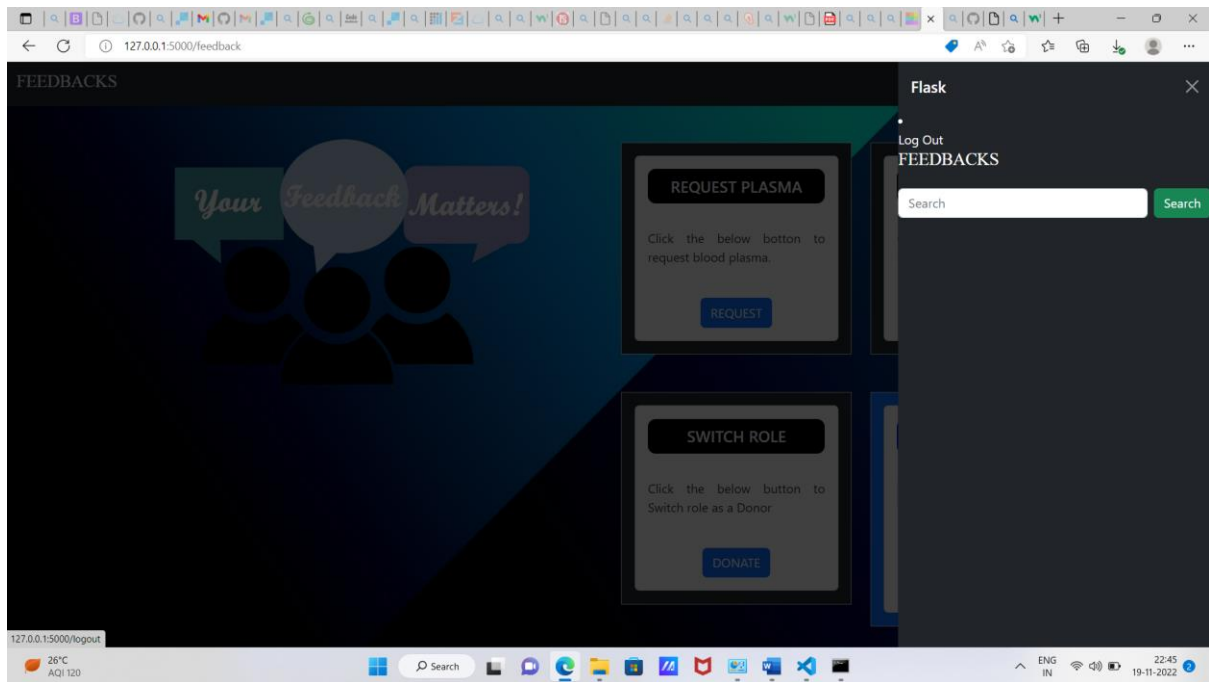 127.0.0.1:5000/feedback
FEEDBACKS
Flask
Log Out
FEEDBACKS
Search
Search
Your Feedback Matters!
REQUEST PLASMA
Click the below botton to
request blood plasma.
REQUEST
SWITCH ROLE
Click the below button to
Switch role as a Donor
DONATE
127.0.0.1:5000/logout
26°C
AQI 120
Search
ENG
IN
22:45
19-11-2022
2